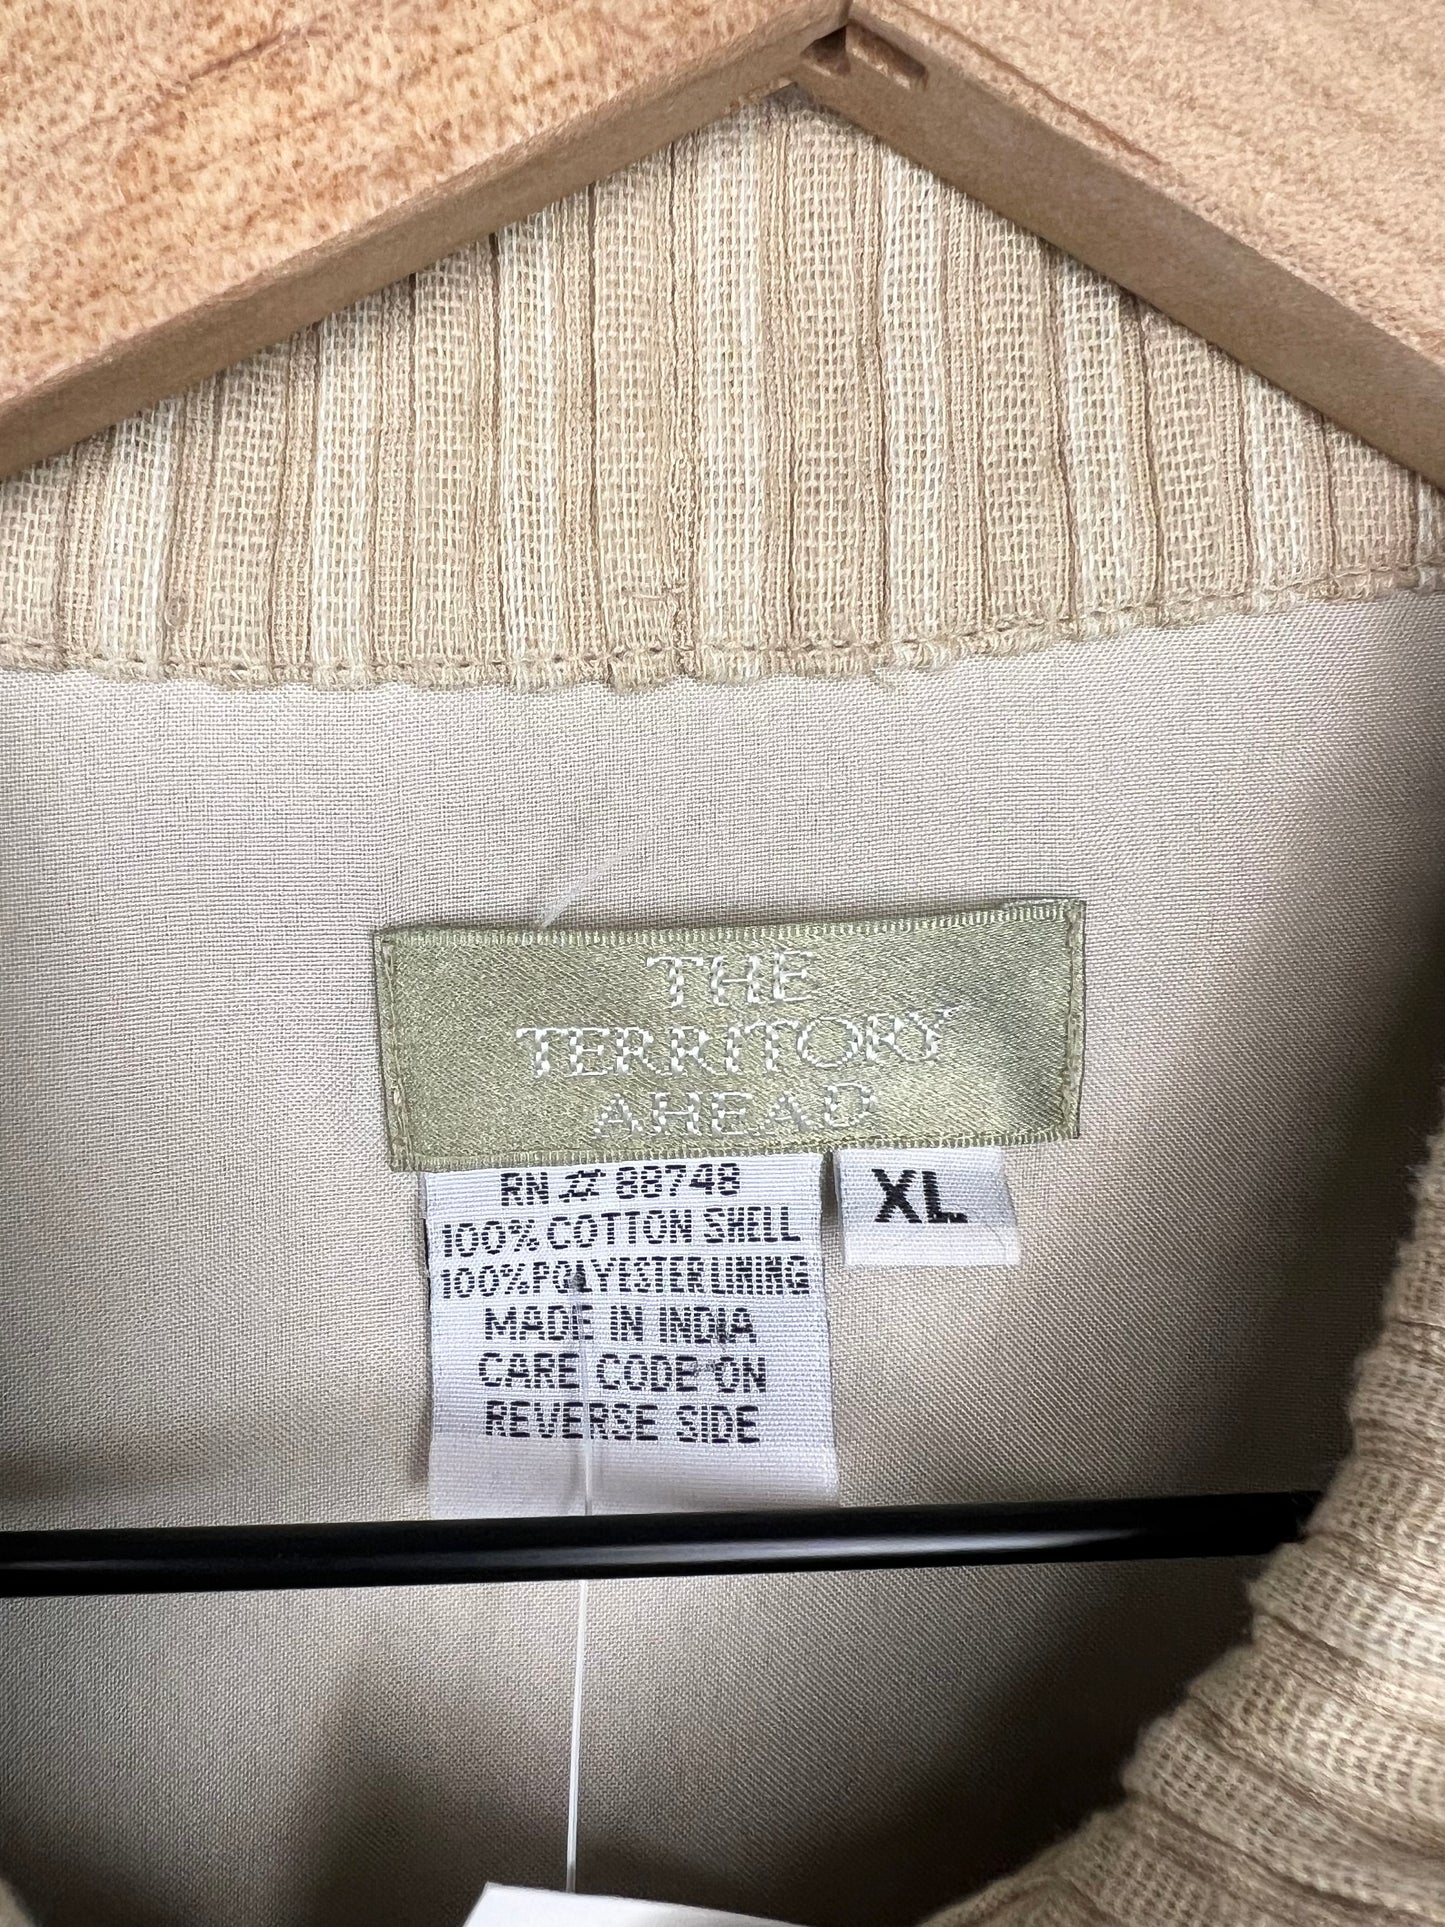 THE
TERRITORY
AHEAD
RN # 88748
100% COTTON SHELL
100% POLYESTER LINING
MADE IN INDIA
CARE CODE ON
REVERSE SIDE
XL